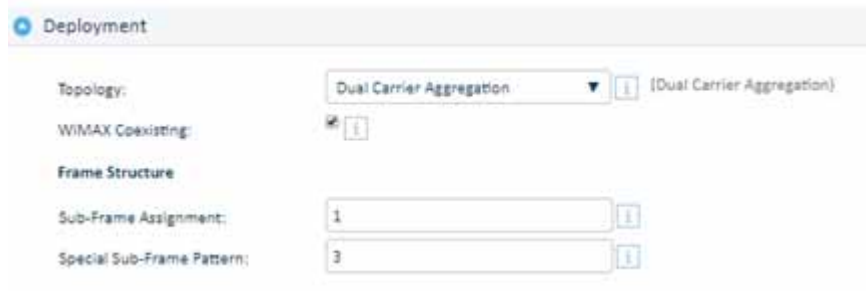 Deployment
Topology: Dual Carrier Aggregation i (Dual Carrier Aggregation)
WiMAX Coexisting: i
Frame Structure
Sub-Frame Assignment: 1 i
Special Sub-Frame Pattern: 3 i